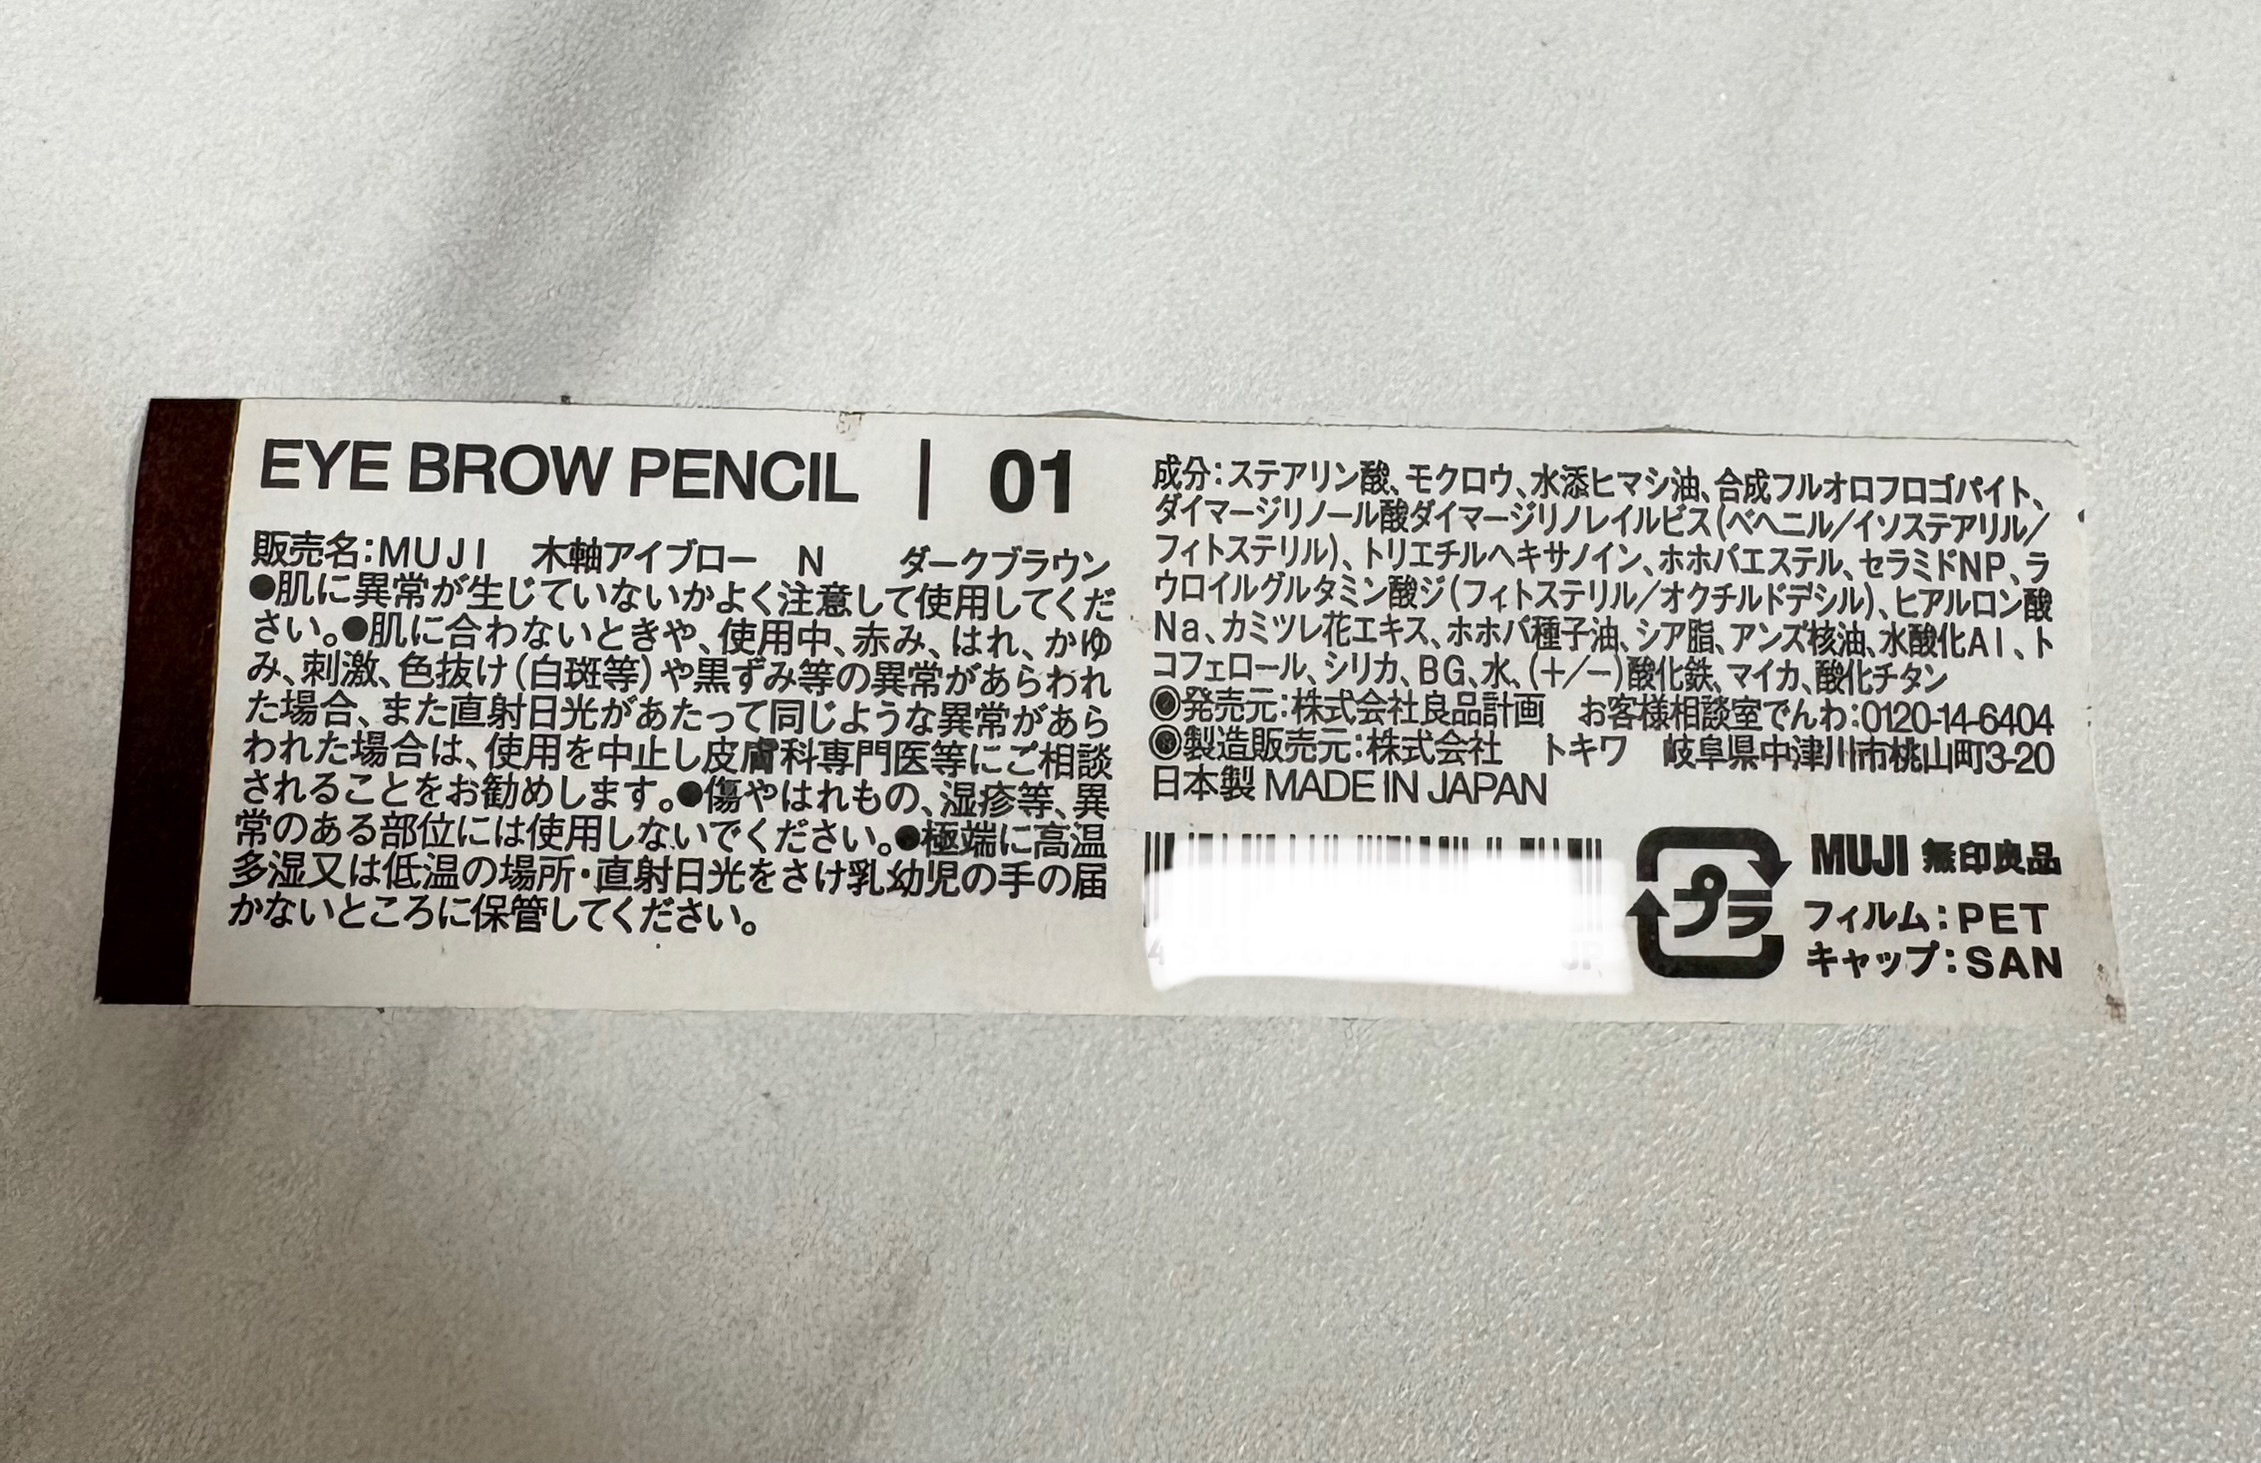 EYE BROW PENCIL | 01
販売名:MUJI 木軸アイブロー N ダークブラウン
●肌に異常が生じていないかよく注意して使用してくだ
さい。●肌に合わないときや、使用中、赤み、はれ、かゆ
み、刺激、色抜け(白斑等)や黒ずみ等の異常があらわれ
た場合、また直射日光があたって同じような異常があら
われた場合は、使用を中止し皮膚科専門医等にご相談
されることをお勧めします。●傷やはれもの、湿疹等、異
常のある部位には使用しないでください。●極端に高温
多湿又は低温の場所・直射日光をさけ乳幼児の手の届
かないところに保管してください。
成分:ステアリン酸、モクロウ、水添ヒマシ油、合成フルオロフロゴパイト、
ダイマージリノール酸ダイマージリノレイルビス(ベヘニル/イソステアリル/
フィトステリル)、トリエチルヘキサノイン、ホホバエステル、セラミドNP、ラ
ウロイルグルタミン酸ジ(フィトステリル/オクチルドデシル)、ヒアルロン酸
Na、カミツレ花エキス、ホホバ種子油、シア脂、アンズ核油、水酸化Al、ト
コフェロール、シリカ、BG、水、(+/−)酸化鉄、マイカ、酸化チタン
◉発売元:株式会社良品計画 お客様相談室でんわ:0120-14-6404
◉製造販売元:株式会社 トキワ 岐阜県中津川市桃山町3-20
日本製 MADE IN JAPAN
プラ
MUJI 無印良品
フィルム:PET
キャップ:SAN